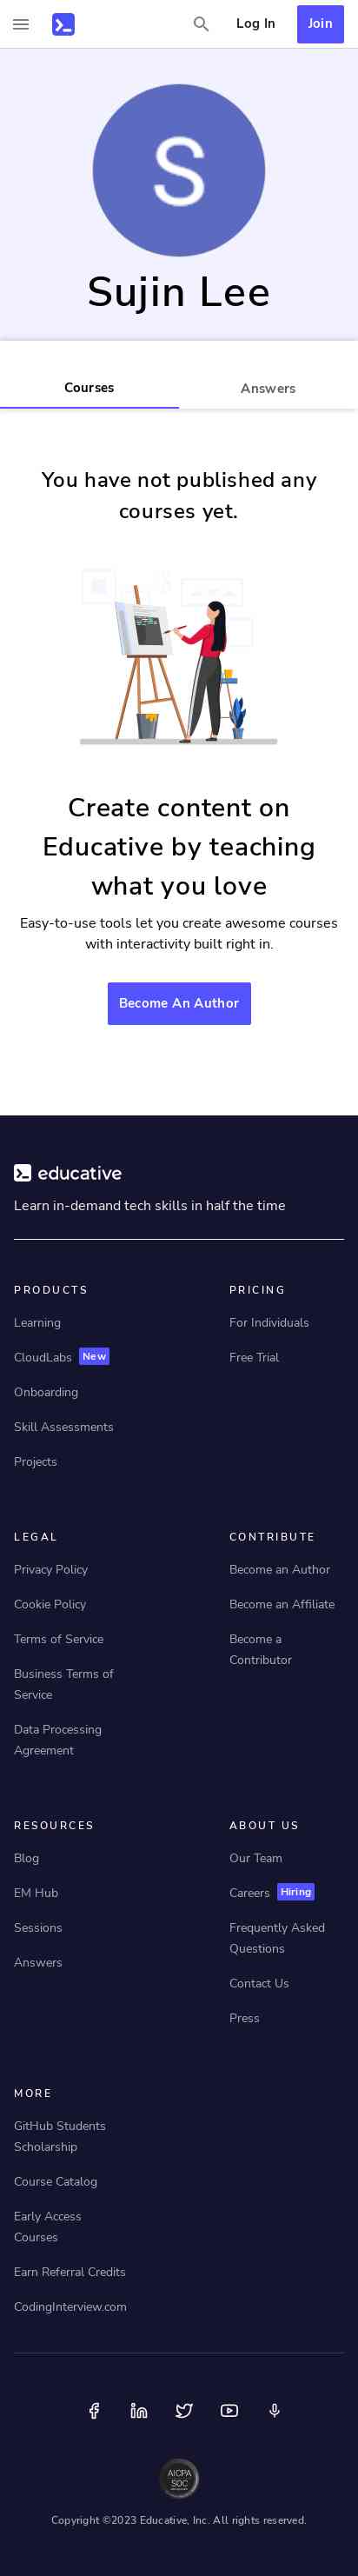 Log In
Join
S
Sujin Lee
Courses
Answers
You have not published any
courses yet.
Create content on
Educative by teaching
what you love
Easy-to-use tools let you create awesome courses
with interactivity built right in.
Become An Author
educative
Learn in-demand tech skills in half the time
PRODUCTS
Learning
CloudLabs New
Onboarding
Skill Assessments
Projects
PRICING
For Individuals
Free Trial
LEGAL
Privacy Policy
Cookie Policy
Terms of Service
Business Terms of
Service
Data Processing
Agreement
CONTRIBUTE
Become an Author
Become an Affiliate
Become a
Contributor
RESOURCES
Blog
EM Hub
Sessions
Answers
ABOUT US
Our Team
Careers Hiring
Frequently Asked
Questions
Contact Us
Press
MORE
GitHub Students
Scholarship
Course Catalog
Early Access
Courses
Earn Referral Credits
CodingInterview.com
AICPA
SOC
Copyright ©2023 Educative, Inc. All rights reserved.